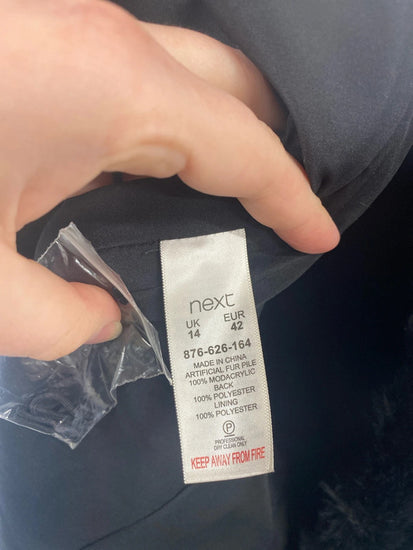 next
UK EUR
14 42
876-626-164
MADE IN CHINA
ARTIFICIAL FUR PILE
100% MODACRYLIC
BACK
100% POLYESTER
LINING
100% POLYESTER
P
PROFESSIONAL
DRY CLEAN ONLY
KEEP AWAY FROM FIRE